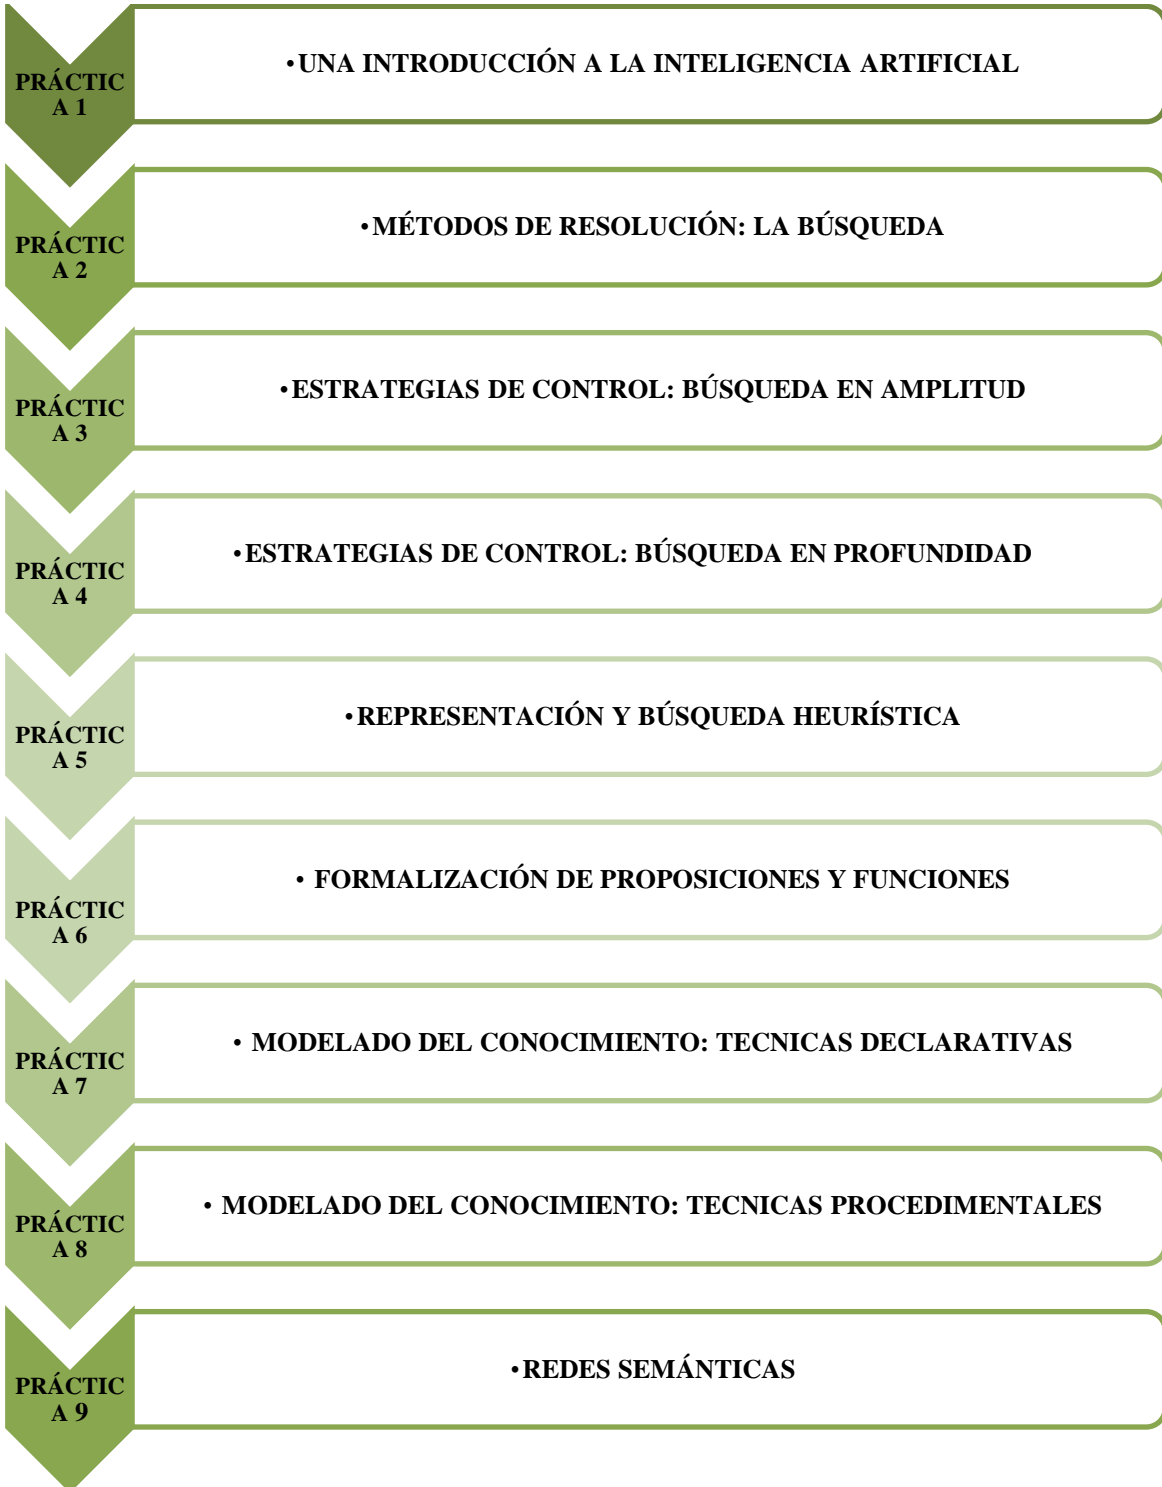 PRÁCTIC
A 1
•UNA INTRODUCCIÓN A LA INTELIGENCIA ARTIFICIAL
PRÁCTIC
A 2
•MÉTODOS DE RESOLUCIÓN: LA BÚSQUEDA
PRÁCTIC
A 3
•ESTRATEGIAS DE CONTROL: BÚSQUEDA EN AMPLITUD
PRÁCTIC
A 4
•ESTRATEGIAS DE CONTROL: BÚSQUEDA EN PROFUNDIDAD
PRÁCTIC
A 5
•REPRESENTACIÓN Y BÚSQUEDA HEURÍSTICA
PRÁCTIC
A 6
• FORMALIZACIÓN DE PROPOSICIONES Y FUNCIONES
PRÁCTIC
A 7
• MODELADO DEL CONOCIMIENTO: TECNICAS DECLARATIVAS
PRÁCTIC
A 8
• MODELADO DEL CONOCIMIENTO: TECNICAS PROCEDIMENTALES
PRÁCTIC
A 9
•REDES SEMÁNTICAS